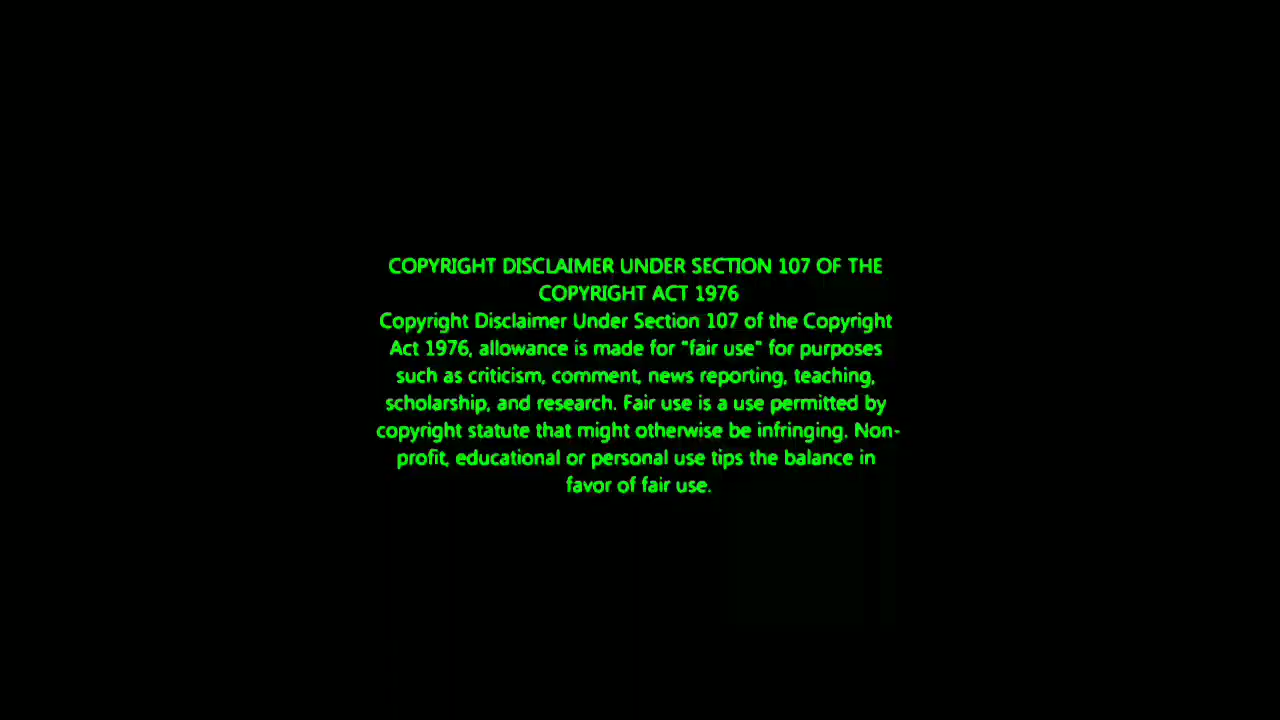 COPYRIGHT DISCLAIMER UNDER SECTION 107 OF THE
COPYRIGHT ACT 1976
Copyright Disclaimer Under Section 107 of the Copyright
Act 1976, allowance is made for "fair use" for purposes
such as criticism, comment, news reporting, teaching,
scholarship, and research. Fair use is a use permitted by
copyright statute that might otherwise be infringing. Non-
profit, educational or personal use tips the balance in
favor of fair use.